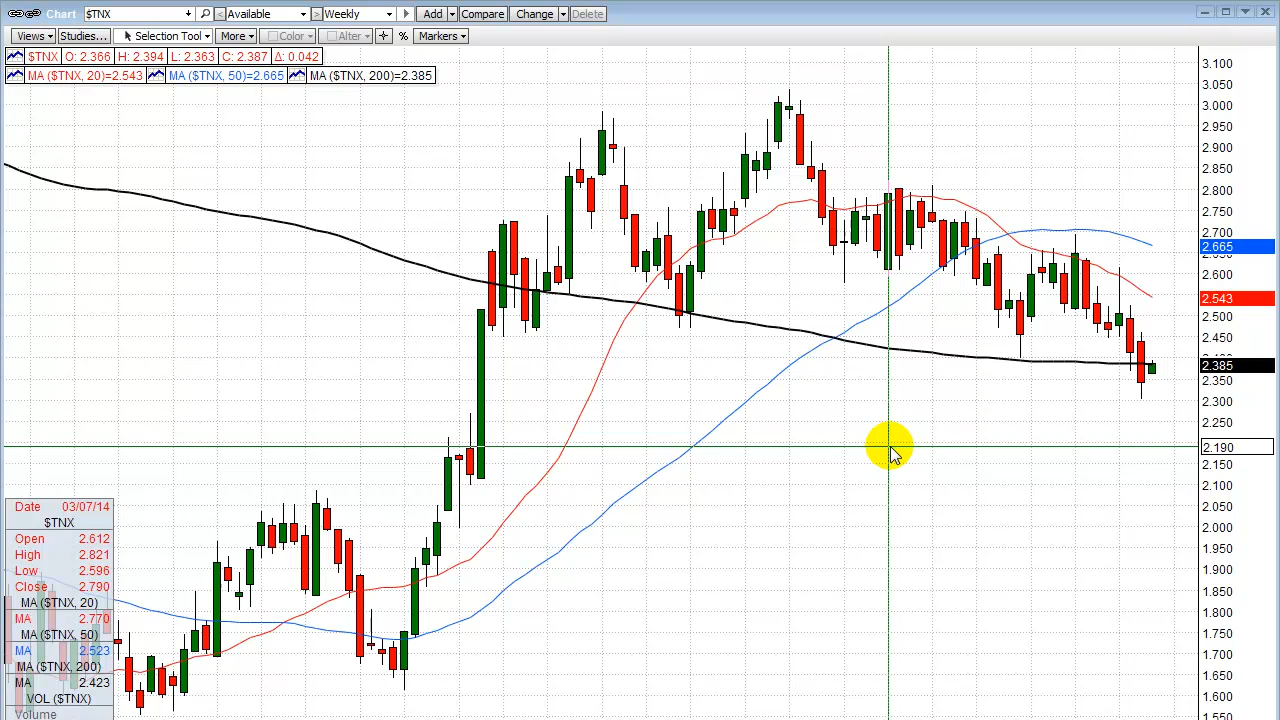 Chart $TNX Available Weekly Add Compare Change Delete
Views Studies... Selection Tool More Color Alter % Markers
$TNX O: 2.366 H: 2.394 L: 2.363 C: 2.387 Δ: 0.042
MA ($TNX, 20)=2.543 MA ($TNX, 50)=2.665 MA ($TNX, 200)=2.385
3.100
3.050
3.000
2.950
2.900
2.850
2.800
2.750
2.700
2.665
2.600
2.543
2.500
2.450
2.385
2.350
2.300
2.250
2.190
2.150
2.100
2.050
2.000
1.950
1.900
1.850
1.800
1.750
1.700
1.650
1.600
1.550
Date 03/07/14
$TNX
Open 2.612
High 2.821
Low 2.596
Close 2.790
MA ($TNX, 20)
MA 2.770
MA ($TNX, 50)
MA 2.523
MA ($TNX, 200)
MA 2.423
VOL ($TNX)
Volume